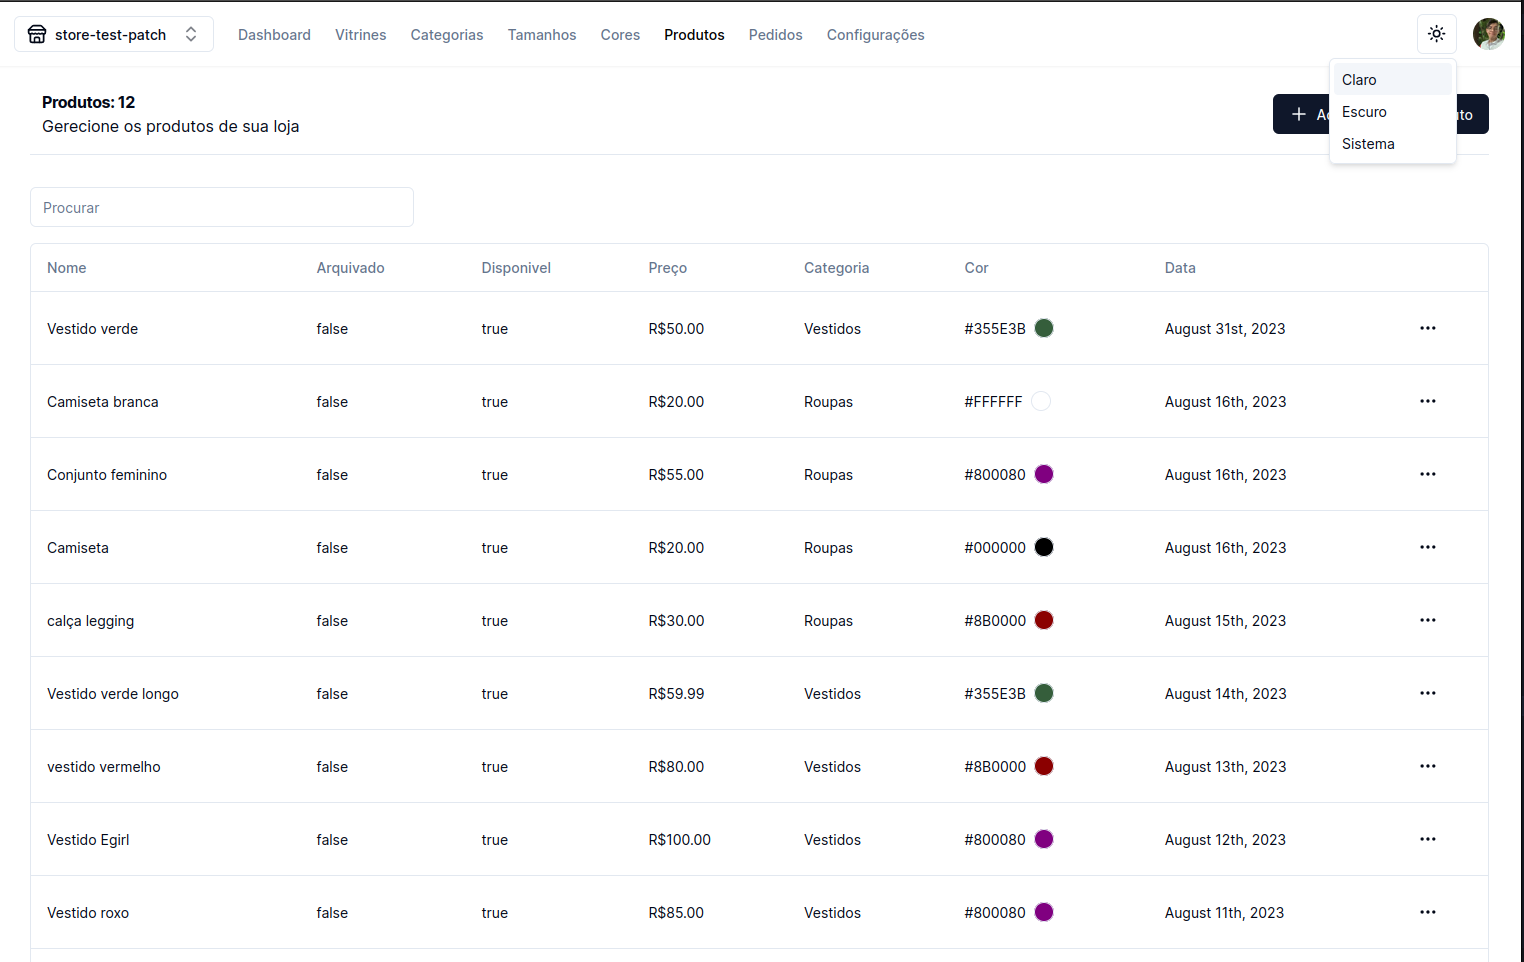 store-test-patch Dashboard Vitrines Categorias Tamanhos Cores Produtos Pedidos Configurações
Claro
Escuro
Sistema
Produtos: 12
Gerecione os produtos de sua loja
Procurar
Nome Arquivado Disponivel Preço Categoria Cor Data
Vestido verde false true R$50.00 Vestidos #355E3B August 31st, 2023
Camiseta branca false true R$20.00 Roupas #FFFFFF August 16th, 2023
Conjunto feminino false true R$55.00 Roupas #800080 August 16th, 2023
Camiseta false true R$20.00 Roupas #000000 August 16th, 2023
calça legging false true R$30.00 Roupas #8B0000 August 15th, 2023
Vestido verde longo false true R$59.99 Vestidos #355E3B August 14th, 2023
vestido vermelho false true R$80.00 Vestidos #8B0000 August 13th, 2023
Vestido Egirl false true R$100.00 Vestidos #800080 August 12th, 2023
Vestido roxo false true R$85.00 Vestidos #800080 August 11th, 2023